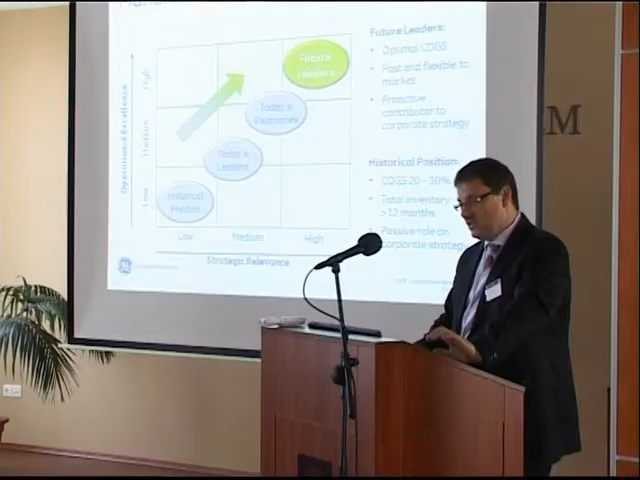 Future Leaders:
• Optimal COGS
• Fast and flexible to
market
• Proactive
contributor to
corporate strategy
Historical Position:
• COGS 20 - 30%
• Total inventory
>12 months
• Passive role on
corporate strategy
Future
Leaders
Today's
Visionaries
Today's
Leaders
Historical
Position
Operational Excellence
High
Medium
Low
Low
Medium
High
Strategic Relevance
M